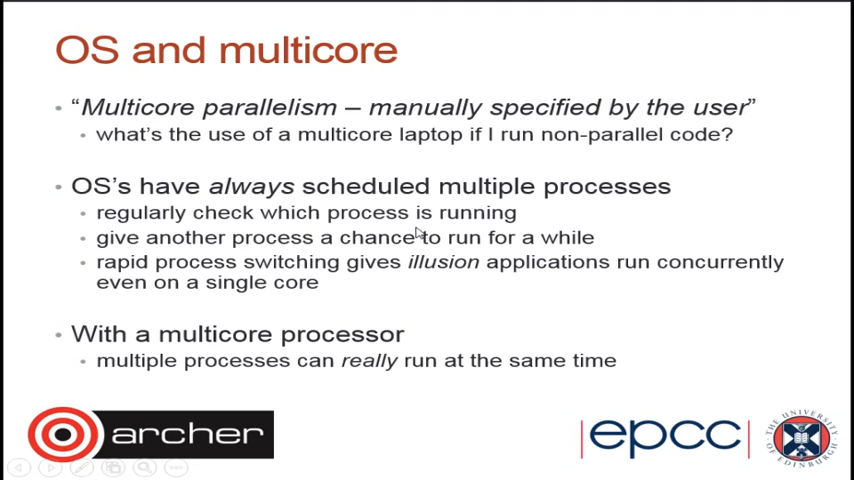 OS and multicore
• “Multicore parallelism – manually specified by the user”
• what's the use of a multicore laptop if I run non-parallel code?
• OS's have always scheduled multiple processes
• regularly check which process is running
• give another process a chance to run for a while
• rapid process switching gives illusion applications run concurrently
even on a single core
• With a multicore processor
• multiple processes can really run at the same time
archer
epcc
THE UNIVERSITY OF EDINBURGH